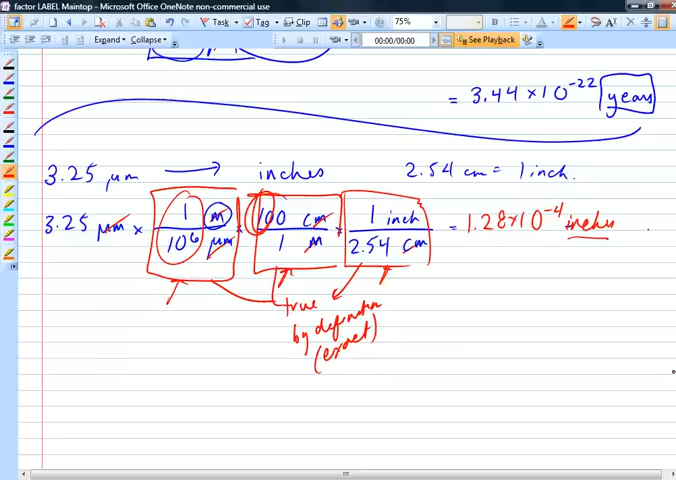 factor LABEL Maintop - Microsoft Office OneNote non-commercial use
Task Tag 75%
Expand Collapse 00:00/00:00 See Playback
= 3.44 × 10⁻²² years
3.25 μm → inches 2.54 cm = 1 inch.
3.25 μm × 1 m / 10⁶ μm × 100 cm / 1 m × 1 inch / 2.54 cm = 1.28 × 10⁻⁴ inches
true
by definition
(exact)